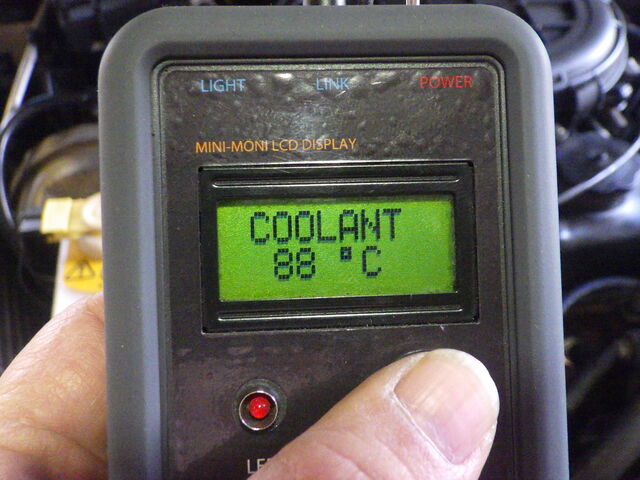 LIGHT LINK POWER
MINI-MONI LCD DISPLAY
COOLANT
88 °C